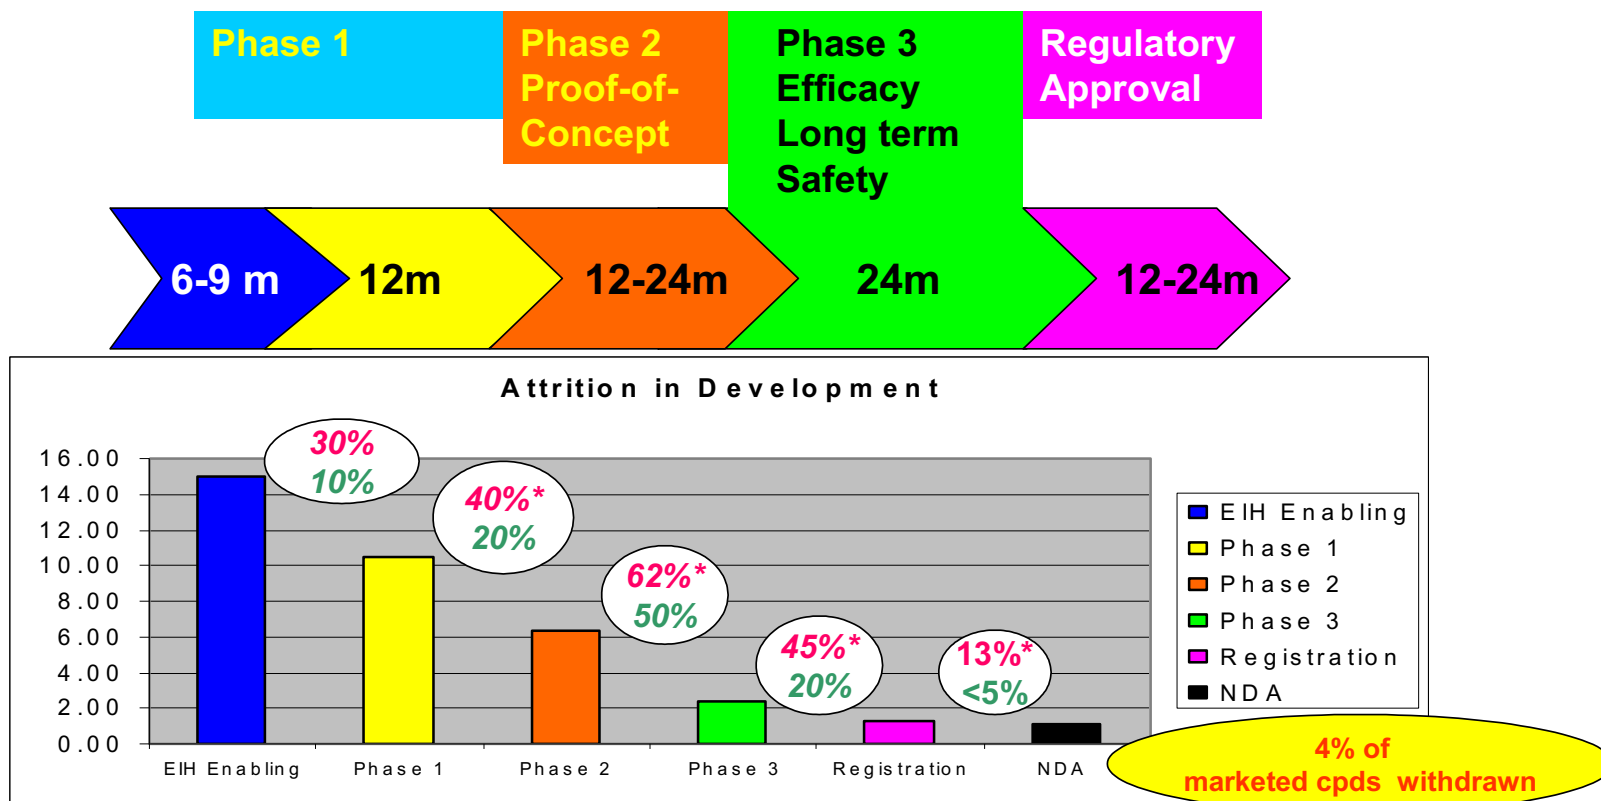 Phase 1
Phase 2
Proof-of-
Concept
Phase 3
Efficacy
Long term
Safety
Regulatory
Approval
6-9 m
12m
12-24m
24m
12-24m
Attrition in Development
16.00
14.00
12.00
10.00
8.00
6.00
4.00
2.00
0.00
30%
10%
40%*
20%
62%*
50%
45%*
20%
13%*
<5%
EIH Enabling
Phase 1
Phase 2
Phase 3
Registration
NDA
EIH Enabling
Phase 1
Phase 2
Phase 3
Registration
NDA
4% of
marketed cpds withdrawn